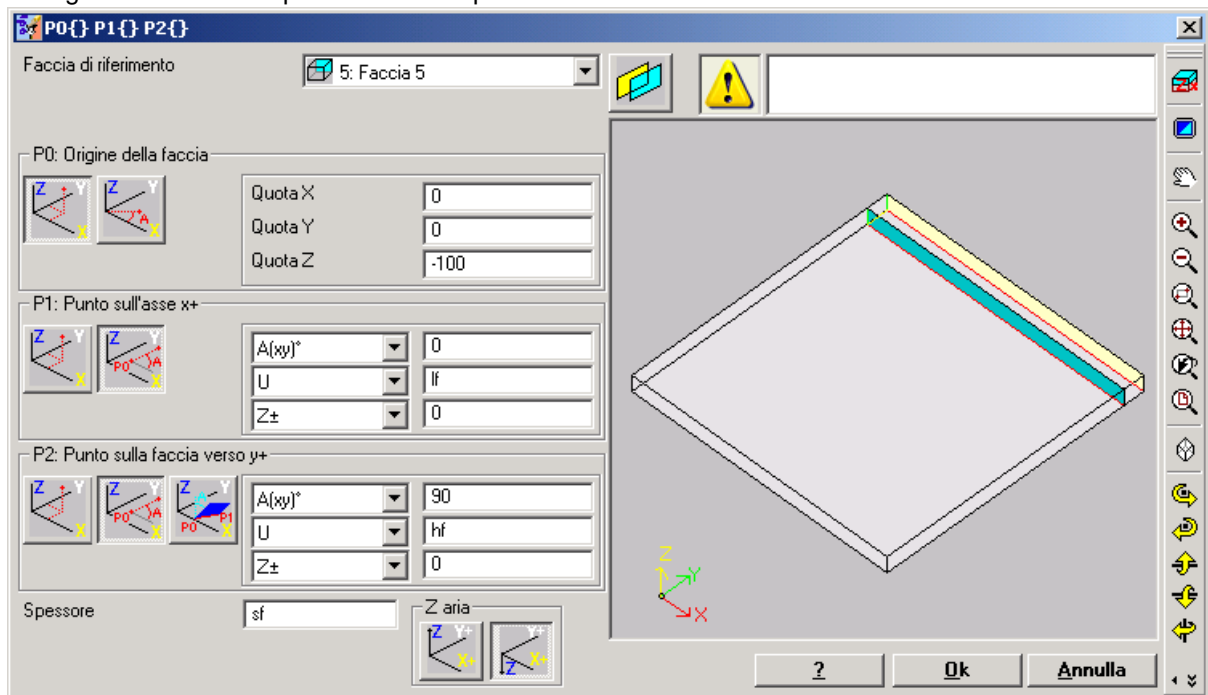 P0{} P1{} P2{}
Faccia di riferimento
5: Faccia 5
P0: Origine della faccia
Quota X
0
Quota Y
0
Quota Z
-100
P1: Punto sull'asse x+
A(xy)°
0
U
lf
Z±
0
P2: Punto sulla faccia verso y+
A(xy)°
90
U
hf
Z±
0
Spessore
sf
Z aria
Z
Y
X
?
Ok
Annulla